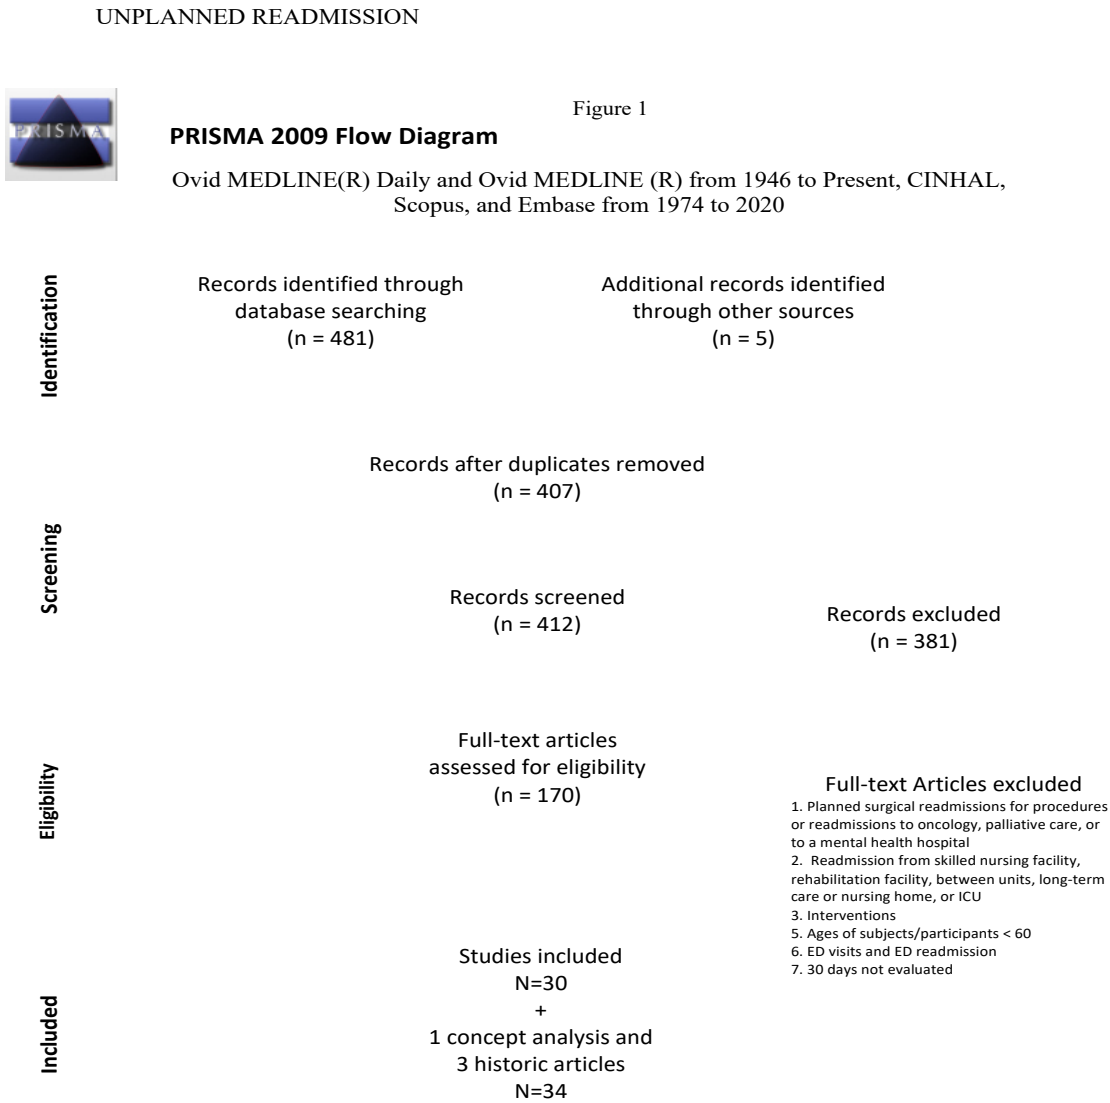 UNPLANNED READMISSION
Figure 1
PRISMA
PRISMA 2009 Flow Diagram
Ovid MEDLINE(R) Daily and Ovid MEDLINE (R) from 1946 to Present, CINHAL,
Scopus, and Embase from 1974 to 2020
Identification
Records identified through
database searching
(n = 481)
Additional records identified
through other sources
(n = 5)
Records after duplicates removed
(n = 407)
Screening
Records screened
(n = 412)
Records excluded
(n = 381)
Eligibility
Full-text articles
assessed for eligibility
(n = 170)
Full-text Articles excluded
1. Planned surgical readmissions for procedures
or readmissions to oncology, palliative care, or
to a mental health hospital
2. Readmission from skilled nursing facility,
rehabilitation facility, between units, long-term
care or nursing home, or ICU
3. Interventions
5. Ages of subjects/participants < 60
6. ED visits and ED readmission
7. 30 days not evaluated
Included
Studies included
N=30
+
1 concept analysis and
3 historic articles
N=34